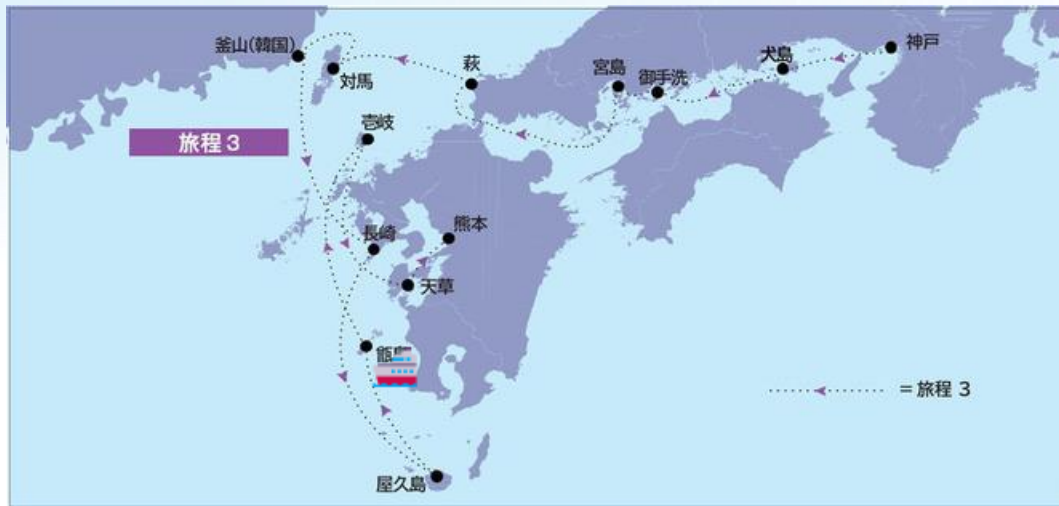 釜山(韓国)
対馬
萩
宮島
御手洗
犬島
神戸
壱岐
旅程 3
長崎
熊本
天草
= 旅程 3
屋久島